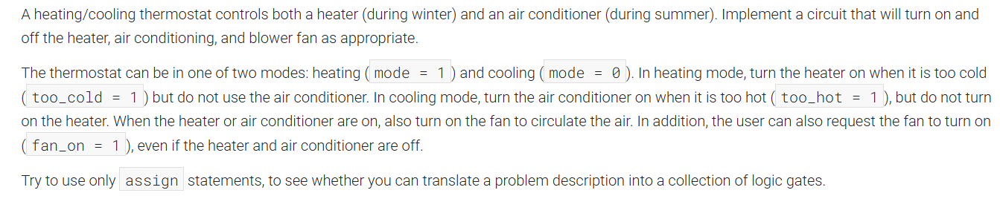 A heating/cooling thermostat controls both a heater (during winter) and an air conditioner (during summer). Implement a circuit that will turn on and
off the heater, air conditioning, and blower fan as appropriate.
The thermostat can be in one of two modes: heating ( mode = 1 ) and cooling ( mode = 0 ). In heating mode, turn the heater on when it is too cold
( too_cold = 1 ) but do not use the air conditioner. In cooling mode, turn the air conditioner on when it is too hot ( too_hot = 1 ), but do not turn
on the heater. When the heater or air conditioner are on, also turn on the fan to circulate the air. In addition, the user can also request the fan to turn on
( fan_on = 1 ), even if the heater and air conditioner are off.
Try to use only assign statements, to see whether you can translate a problem description into a collection of logic gates.